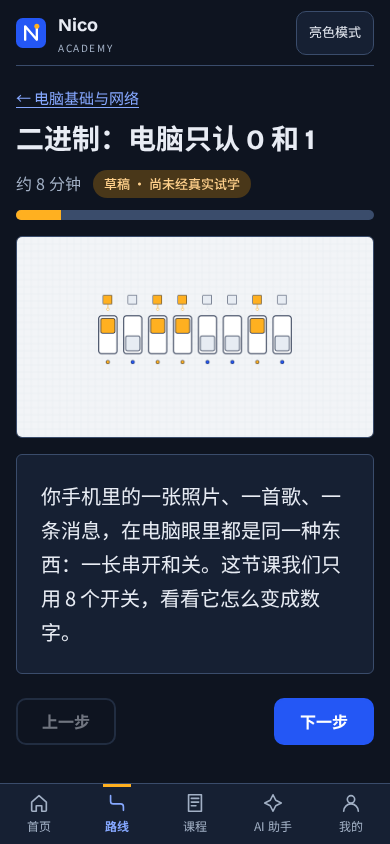 Nico
ACADEMY
亮色模式
← 电脑基础与网络
二进制：电脑只认 0 和 1
约 8 分钟
草稿 · 尚未经真实试学
你手机里的一张照片、一首歌、一
条消息，在电脑眼里都是同一种东
西：一长串开和关。这节课我们只
用 8 个开关，看看它怎么变成数
字。
上一步
下一步
首页
路线
课程
AI 助手
我的